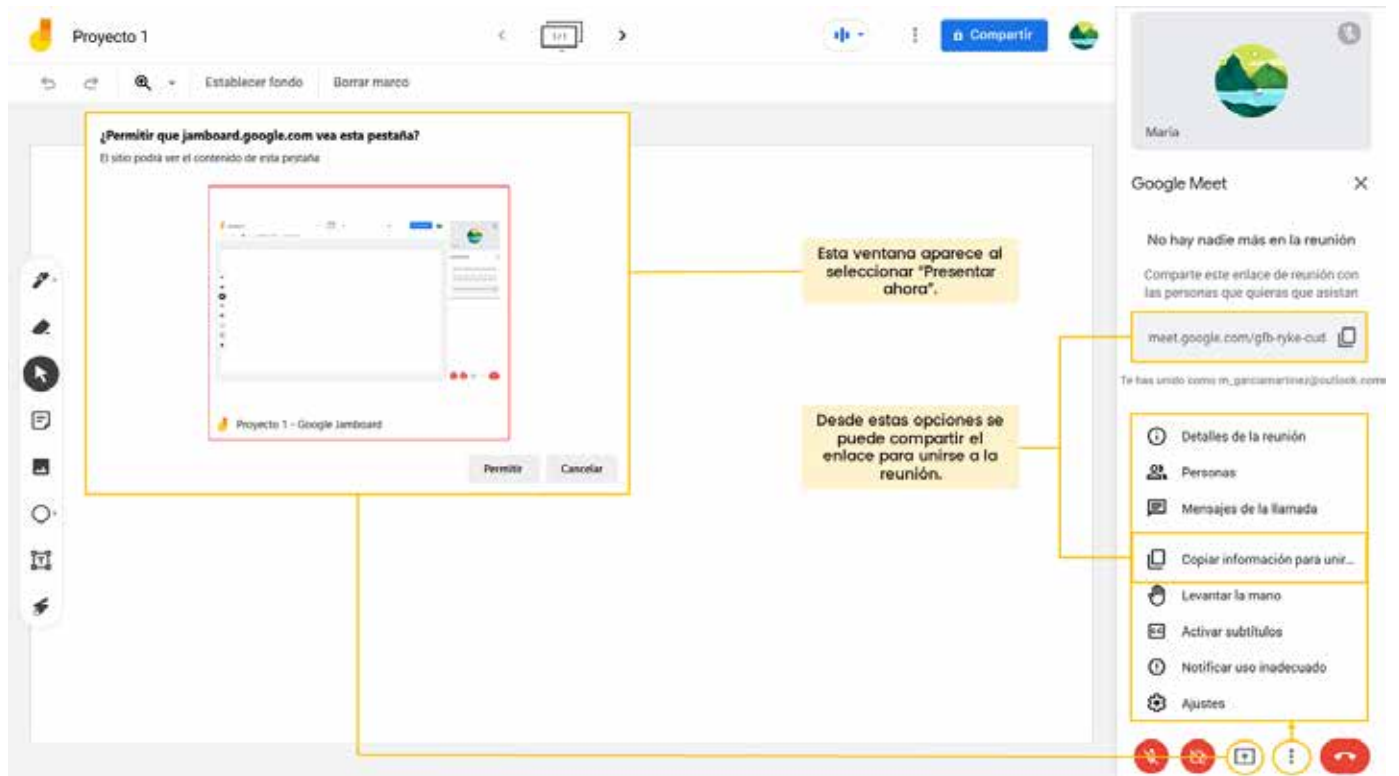 Proyecto 1
1/1
Compartir
Establecer fondo
Borrar marco
¿Permitir que jamboard.google.com vea esta pestaña?
El sitio podrá ver el contenido de esta pestaña
Proyecto 1 - Google Jamboard
Permitir
Cancelar
Esta ventana aparece al
seleccionar "Presentar
ahora".
Desde estas opciones se
puede compartir el
enlace para unirse a la
reunión.
María
Google Meet
No hay nadie más en la reunión
Comparte este enlace de reunión con
las personas que quieras que asistan
meet.google.com/gfb-ryke-cud
Te has unido como m_garciamartinez@outlook.come
Detalles de la reunión
Personas
Mensajes de la llamada
Copiar información para unir...
Levantar la mano
Activar subtítulos
Notificar uso inadecuado
Ajustes